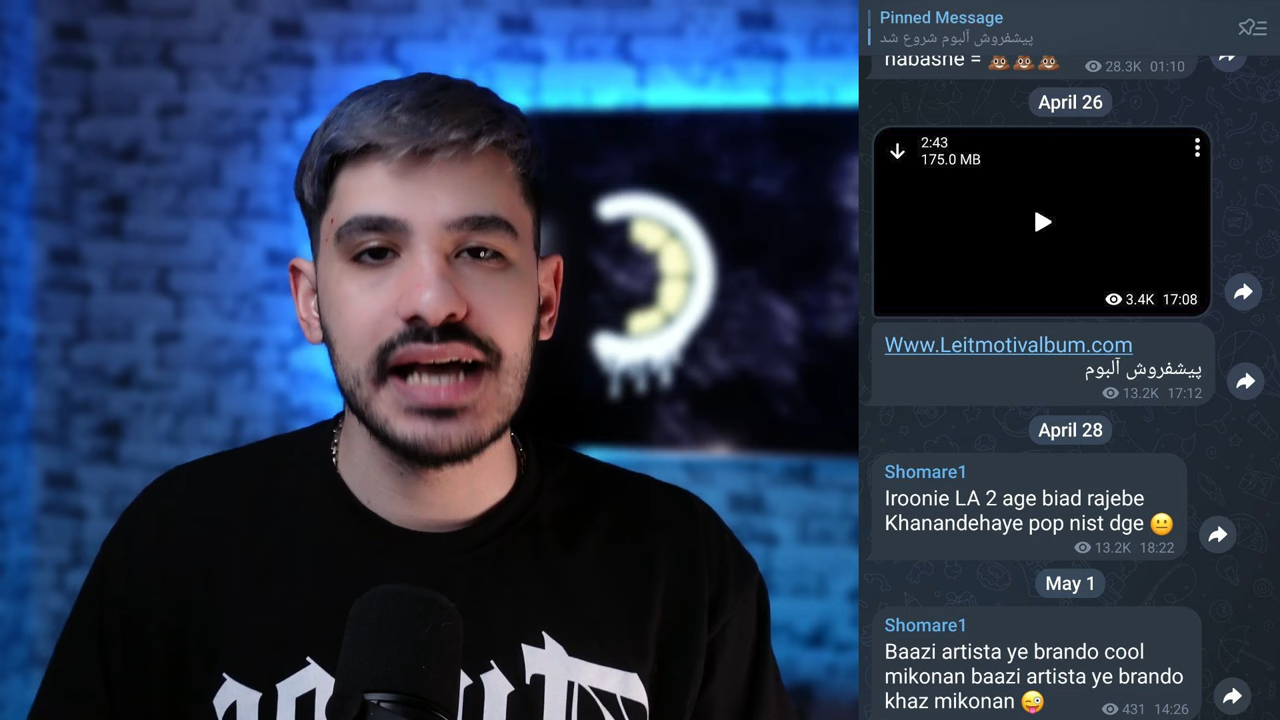 Pinned Message
پیشفروش آلبوم شروع شد
nabashe = 💩💩💩
28.3K 01:10
April 26
2:43
175.0 MB
3.4K 17:08
Www.Leitmotivalbum.com
پیشفروش آلبوم
13.2K 17:12
April 28
Shomare1
Iroonie LA 2 age biad rajebe
Khanandehaye pop nist dge 😐
13.2K 18:22
May 1
Shomare1
Baazi artista ye brando cool
mikonan baazi artista ye brando
khaz mikonan 😜
431 14:26